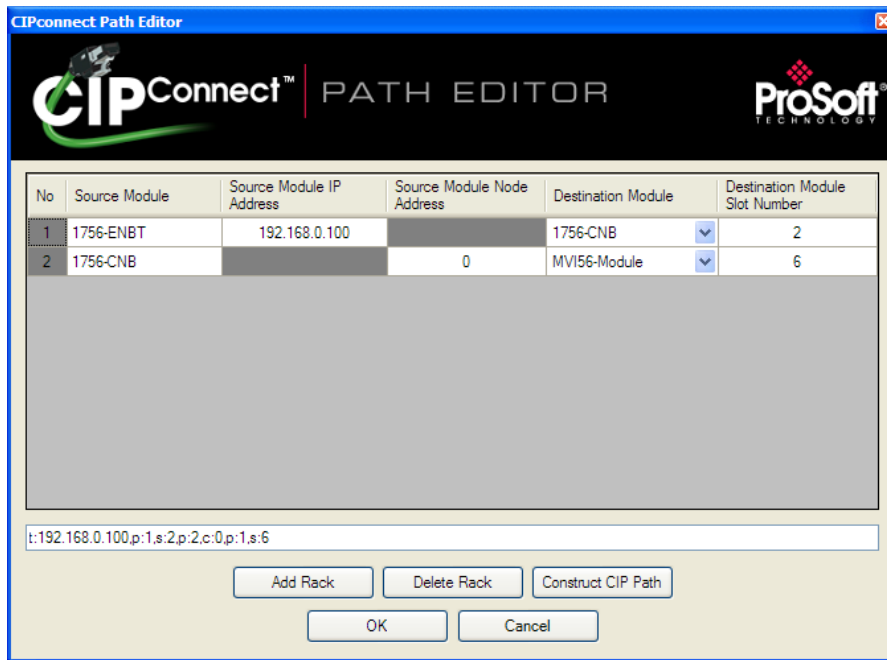 CIPconnect Path Editor
CIPConnect™ PATH EDITOR
ProSoft®
TECHNOLOGY
No Source Module Source Module IP Address Source Module Node Address Destination Module Destination Module Slot Number
1 1756-ENBT 192.168.0.100 1756-CNB 2
2 1756-CNB 0 MVI56-Module 6
t:192.168.0.100,p:1,s:2,p:2,c:0,p:1,s:6
Add Rack Delete Rack Construct CIP Path
OK Cancel